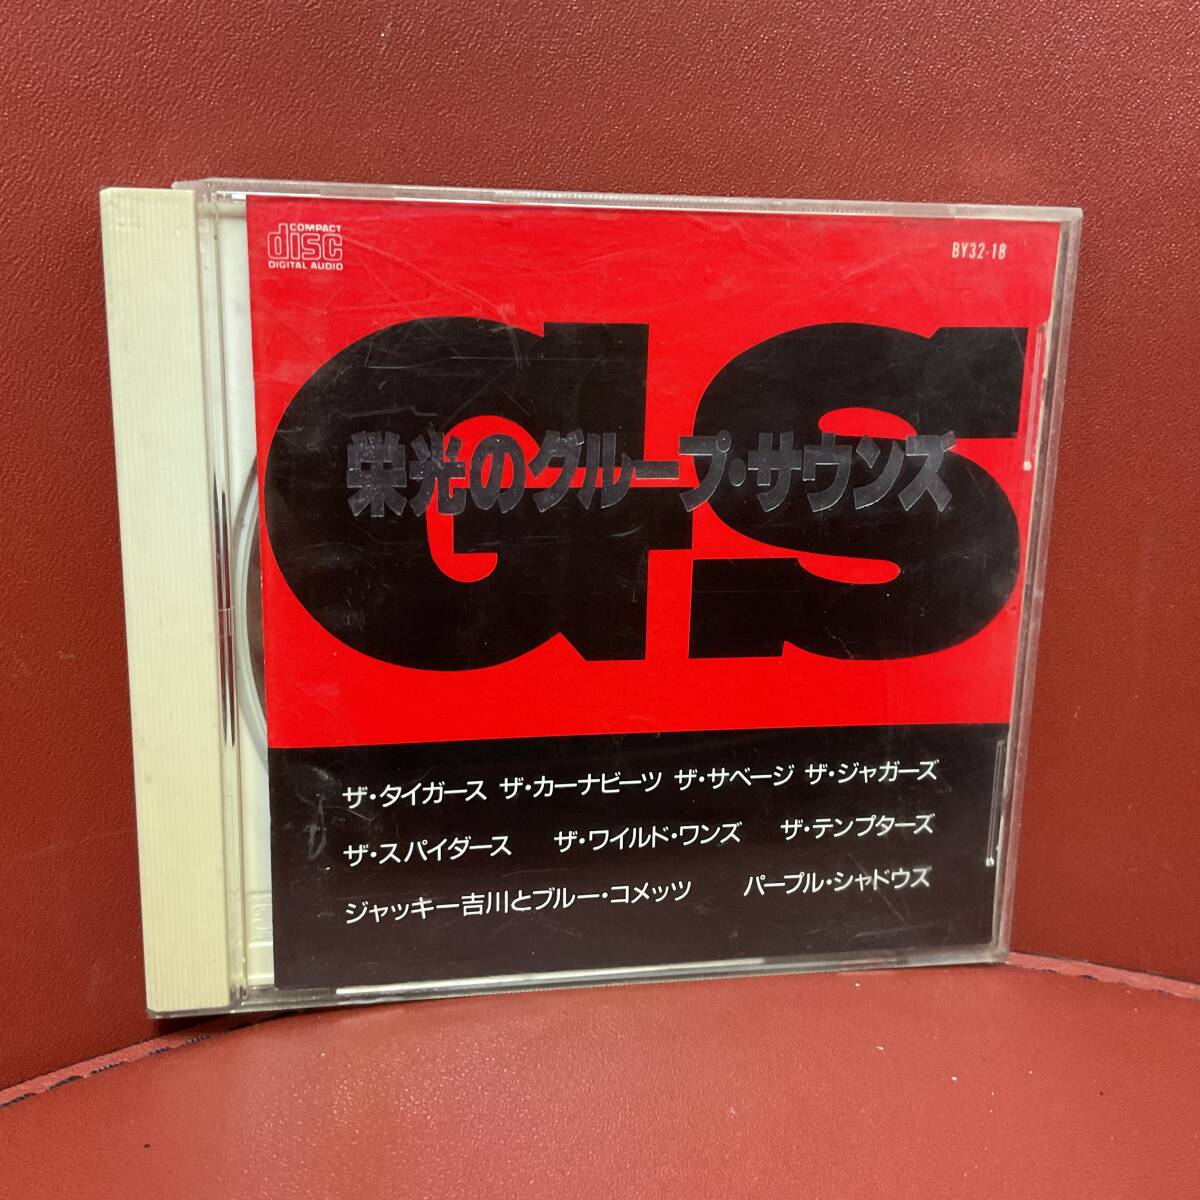 COMPACT
disc
DIGITAL AUDIO
BY32-18
GS
栄光のグループ・サウンズ
ザ・タイガース ザ・カーナビーツ ザ・サベージ ザ・ジャガーズ
ザ・スパイダース ザ・ワイルド・ワンズ ザ・テンプターズ
ジャッキー吉川とブルー・コメッツ パープル・シャドウズ